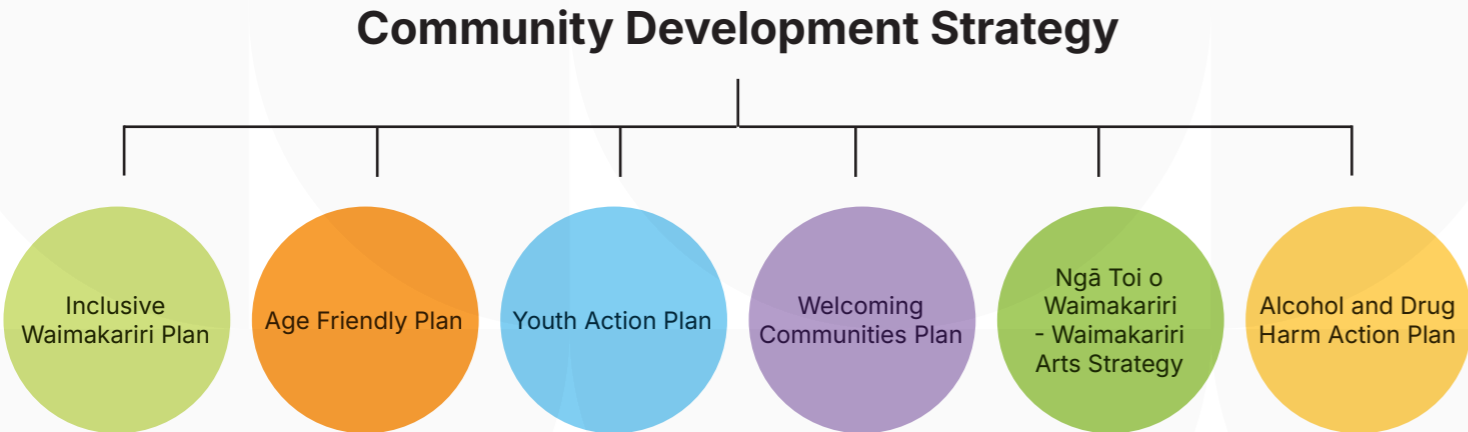 Community Development Strategy
Inclusive
Waimakariri Plan
Age Friendly Plan
Youth Action Plan
Welcoming
Communities Plan
Ngā Toi o
Waimakariri
- Waimakariri
Arts Strategy
Alcohol and Drug
Harm Action Plan